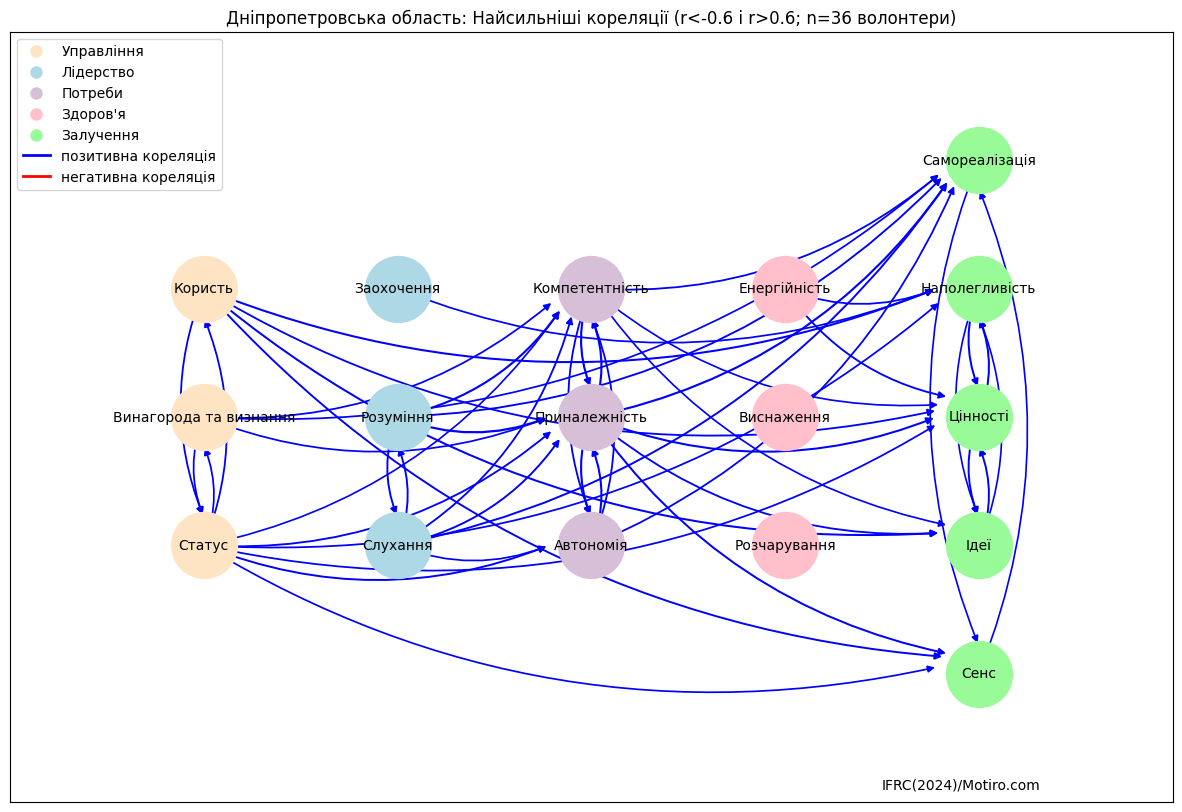 Дніпропетровська область: Найсильніші кореляції (r<-0.6 і r>0.6; n=36 волонтери)
Управління
Лідерство
Потреби
Здоров'я
Залучення
позитивна кореляція
негативна кореляція
Самореалізація
Користь
Заохочення
Компетентність
Енергійність
Наполегливість
Винагорода та визнання
Розуміння
Приналежність
Виснаження
Цінності
Статус
Слухання
Автономія
Розчарування
Ідеї
Сенс
IFRC(2024)/Motiro.com